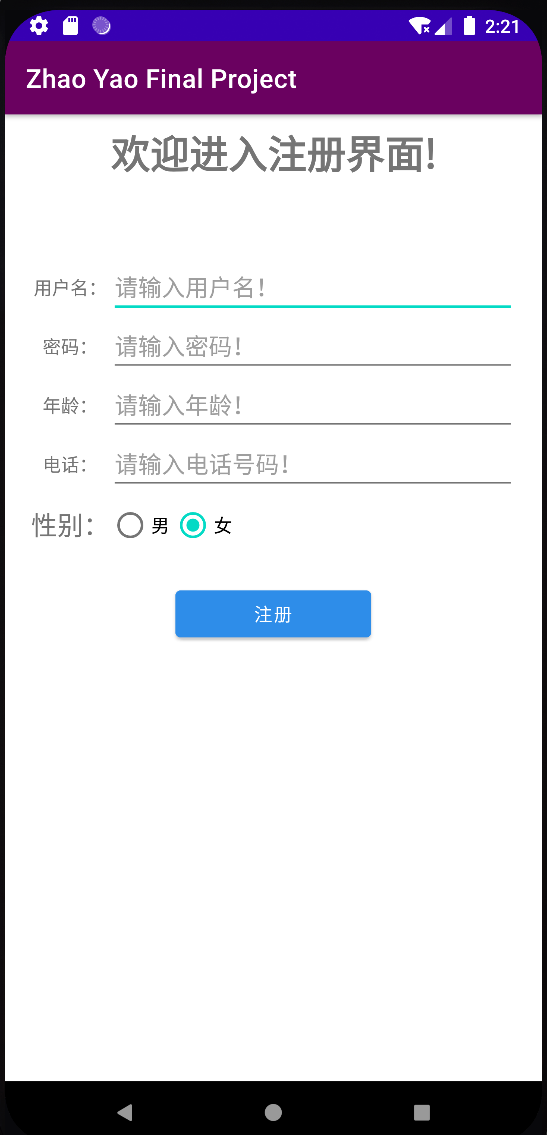 2:21
Zhao Yao Final Project
欢迎进入注册界面!
用户名： 请输入用户名！
密码： 请输入密码！
年龄： 请输入年龄！
电话： 请输入电话号码！
性别： 男 女
注册